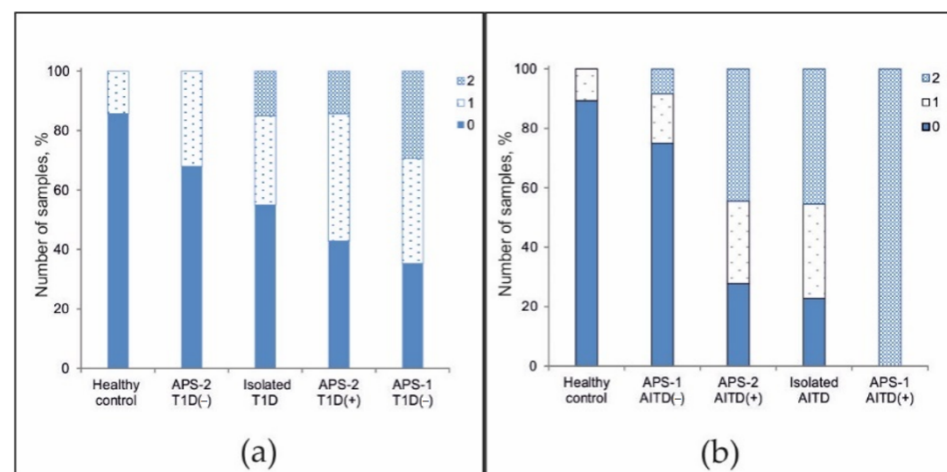 Number of samples, %
100
80
60
40
20
0
2
1
0
Healthy control
APS-2 T1D(–)
Isolated T1D
APS-2 T1D(+)
APS-1 T1D(–)
(a)
Number of samples, %
100
80
60
40
20
0
2
1
0
Healthy control
APS-1 AITD(–)
APS-2 AITD(+)
Isolated AITD
APS-1 AITD(+)
(b)